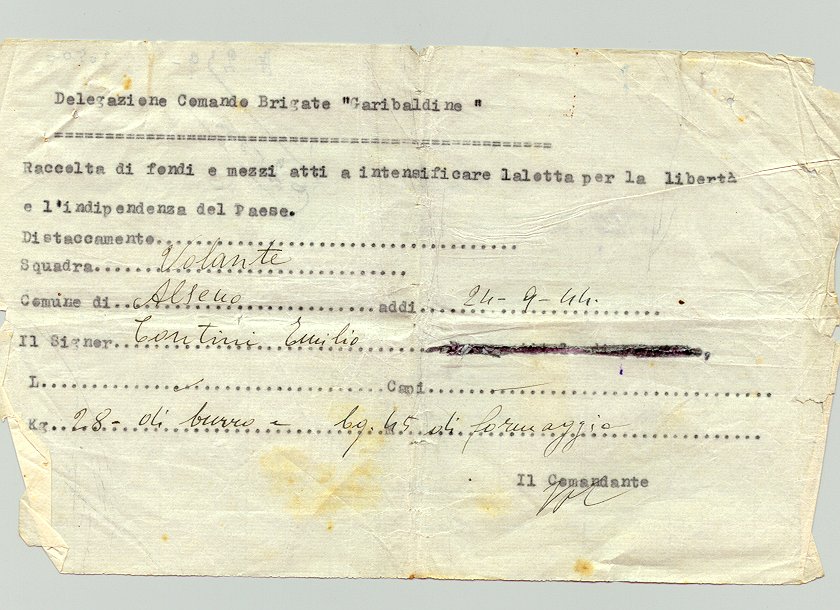 Delegazione Comando Brigate "Garibaldine "
==================================================
Raccolta di fondi e mezzi atti a intensificare lalotta per la libertà
e l'indipendenza del Paese.
Distaccamento...................................
Squadra.....Volante...............
Comune di...Alseno.................addi.....24-9-44.........
Il Signor...Contini Emilio.........,
L...................................Capi...................................
Kg..28- di burro e kg. 45 di formaggio..........
Il Comandante